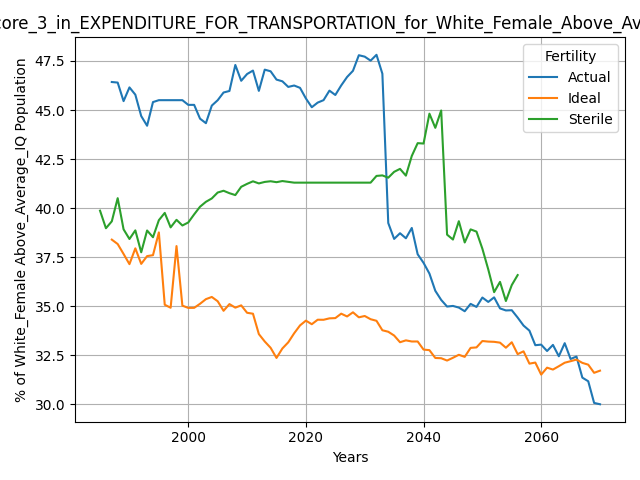 core_3_in_EXPENDITURE_FOR_TRANSPORTATION_for_White_Female_Above_Av
Fertility
Actual
Ideal
Sterile
% of White_Female Above_Average_IQ Population
47.5
45.0
42.5
40.0
37.5
35.0
32.5
30.0
2000
2020
2040
2060
Years